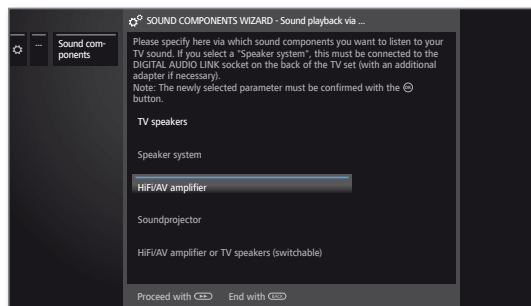 SOUND COMPONENTS WIZARD - Sound playback via ...
...
Sound com-
ponents
Please specify here via which sound components you want to listen to your
TV sound. If you select a "Speaker system", this must be connected to the
DIGITAL AUDIO LINK socket on the back of the TV set (with an additional
adapter if necessary).
Note: The newly selected parameter must be confirmed with the OK
button.
TV speakers
Speaker system
HiFi/AV amplifier
Soundprojector
HiFi/AV amplifier or TV speakers (switchable)
Proceed with End with BACK